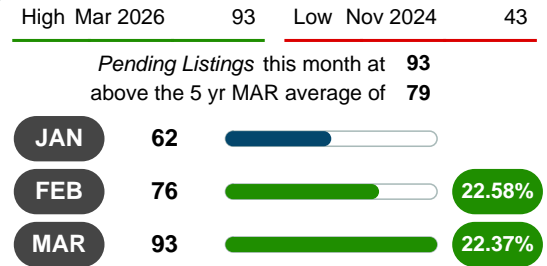 High Mar 2026 93 Low Nov 2024 43
Pending Listings this month at 93
above the 5 yr MAR average of 79
JAN 62
FEB 76 22.58%
MAR 93 22.37%